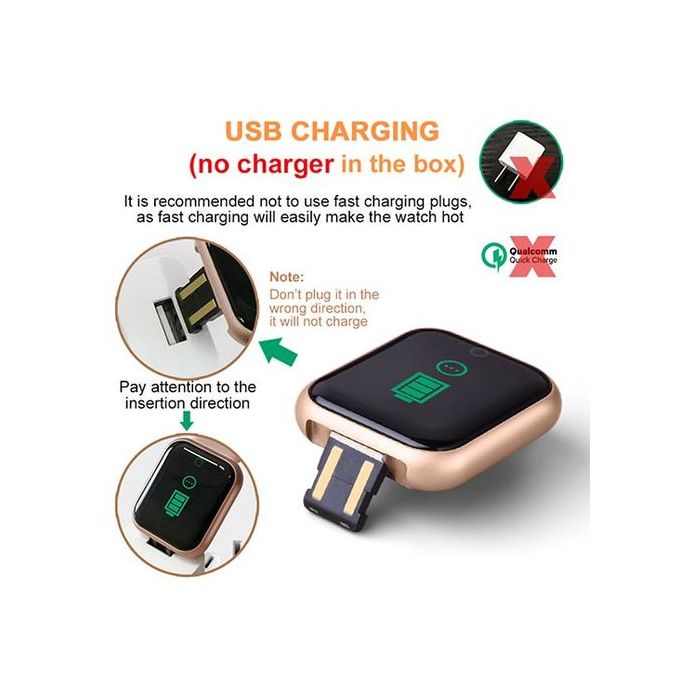 USB CHARGING
(no charger in the box)
It is recommended not to use fast charging plugs,
as fast charging will easily make the watch hot
Qualcomm
Quick Charge
Note:
Don't plug it in the
wrong direction,
it will not charge
Pay attention to the
insertion direction